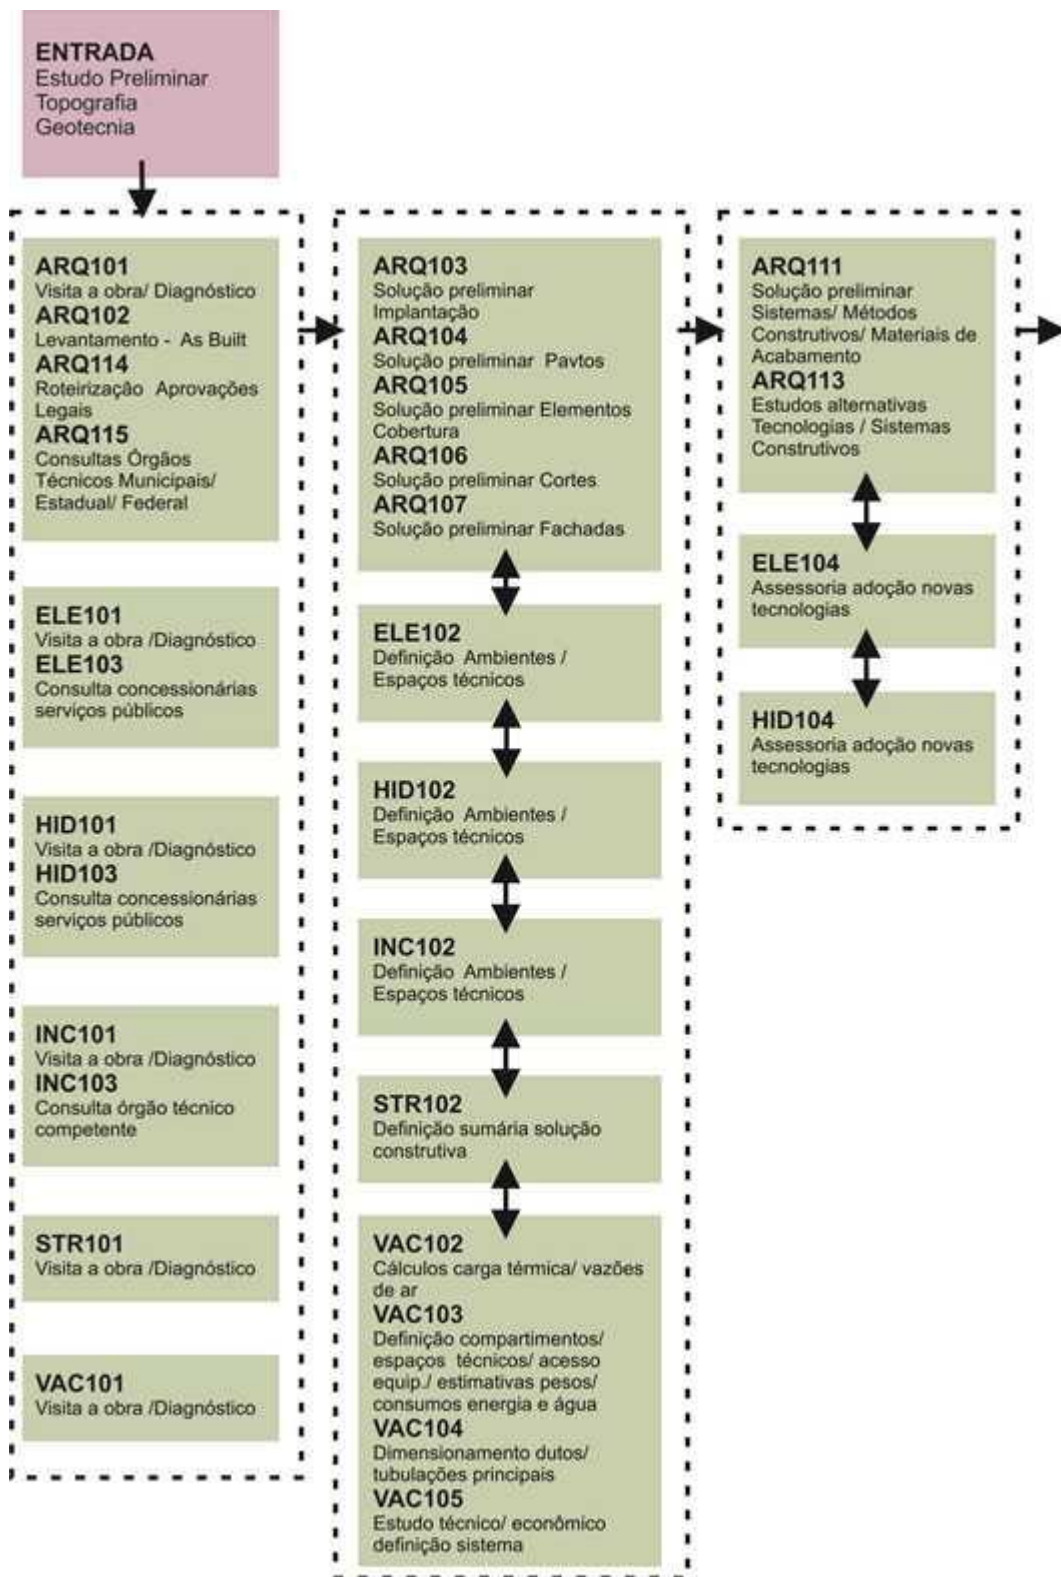 ENTRADA
Estudo Preliminar
Topografia
Geotecnia
ARQ101
Visita a obra/ Diagnóstico
ARQ102
Levantamento - As Built
ARQ114
Roteirização Aprovações
Legais
ARQ115
Consultas Órgãos
Técnicos Municipais/
Estadual/ Federal
ELE101
Visita a obra /Diagnóstico
ELE103
Consulta concessionárias
serviços públicos
HID101
Visita a obra /Diagnóstico
HID103
Consulta concessionárias
serviços públicos
INC101
Visita a obra /Diagnóstico
INC103
Consulta órgão técnico
competente
STR101
Visita a obra /Diagnóstico
VAC101
Visita a obra /Diagnóstico
ARQ103
Solução preliminar
Implantação
ARQ104
Solução preliminar Pavtos
ARQ105
Solução preliminar Elementos
Cobertura
ARQ106
Solução preliminar Cortes
ARQ107
Solução preliminar Fachadas
ELE102
Definição Ambientes /
Espaços técnicos
HID102
Definição Ambientes /
Espaços técnicos
INC102
Definição Ambientes /
Espaços técnicos
STR102
Definição sumária solução
construtiva
VAC102
Cálculos carga térmica/ vazões
de ar
VAC103
Definição compartimentos/
espaços técnicos/ acesso
equip./ estimativas pesos/
consumos energia e água
VAC104
Dimensionamento dutos/
tubulações principais
VAC105
Estudo técnico/ econômico
definição sistema
ARQ111
Solução preliminar
Sistemas/ Métodos
Construtivos/ Materiais de
Acabamento
ARQ113
Estudos alternativas
Tecnologias / Sistemas
Construtivos
ELE104
Assessoria adoção novas
tecnologias
HID104
Assessoria adoção novas
tecnologias